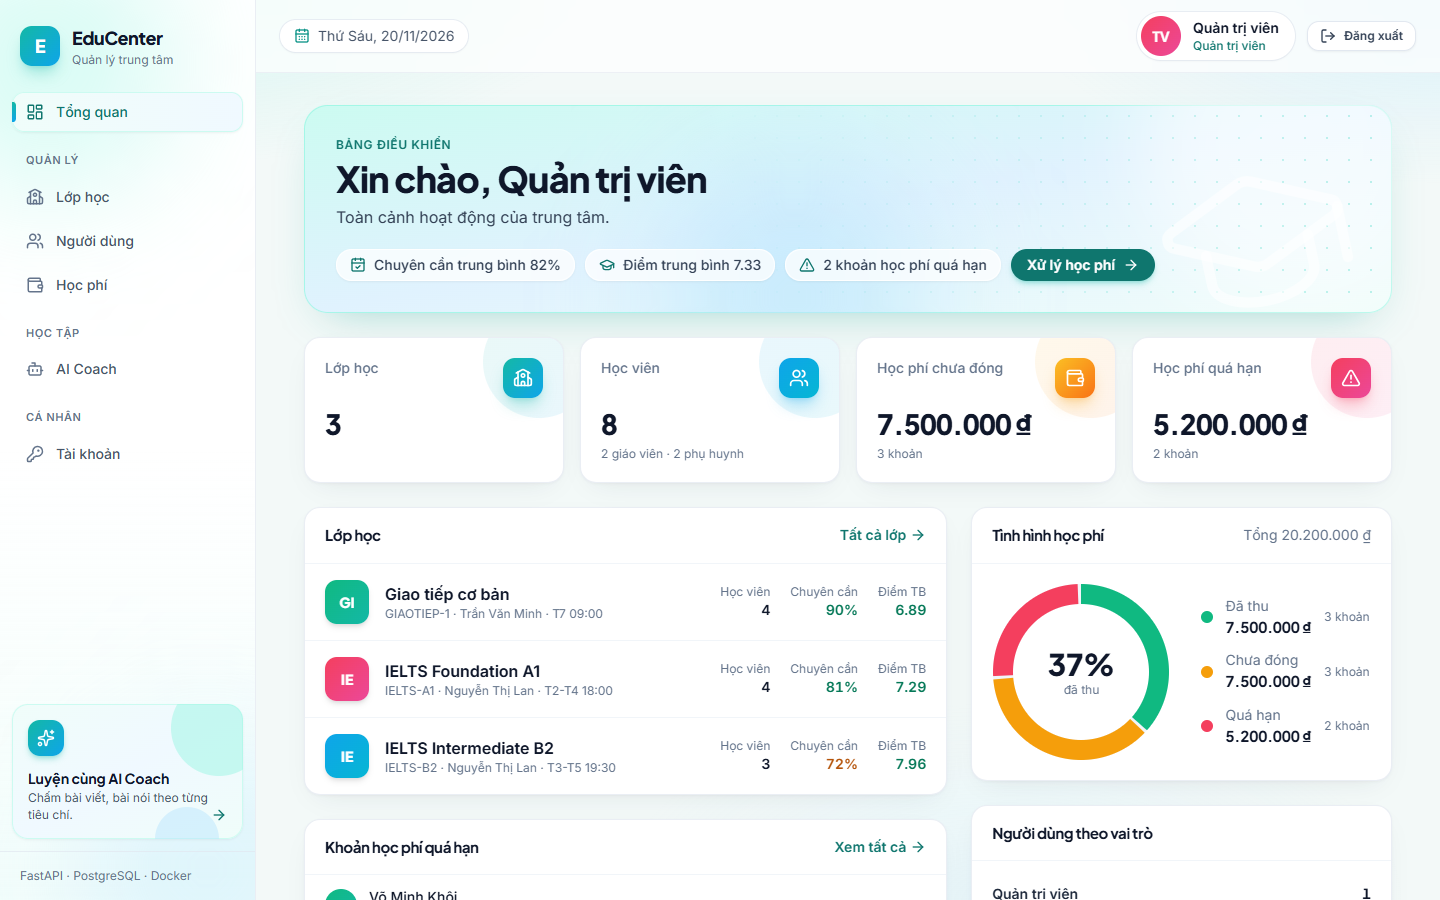 E
EduCenter
Quản lý trung tâm
Tổng quan
QUẢN LÝ
Lớp học
Người dùng
Học phí
HỌC TẬP
AI Coach
CÁ NHÂN
Tài khoản
Luyện cùng AI Coach
Chấm bài viết, bài nói theo từng
tiêu chí.
FastAPI · PostgreSQL · Docker
Thứ Sáu, 20/11/2026
TV
Quản trị viên
Quản trị viên
Đăng xuất
BẢNG ĐIỀU KHIỂN
Xin chào, Quản trị viên
Toàn cảnh hoạt động của trung tâm.
Chuyên cần trung bình 82%
Điểm trung bình 7.33
2 khoản học phí quá hạn
Xử lý học phí
Lớp học
3
Học viên
8
2 giáo viên · 2 phụ huynh
Học phí chưa đóng
7.500.000 ₫
3 khoản
Học phí quá hạn
5.200.000 ₫
2 khoản
Lớp học
Tất cả lớp
GI
Giao tiếp cơ bản
GIAOTIEP-1 · Trần Văn Minh · T7 09:00
Học viên
4
Chuyên cần
90%
Điểm TB
6.89
IE
IELTS Foundation A1
IELTS-A1 · Nguyễn Thị Lan · T2-T4 18:00
Học viên
4
Chuyên cần
81%
Điểm TB
7.29
IE
IELTS Intermediate B2
IELTS-B2 · Nguyễn Thị Lan · T3-T5 19:30
Học viên
3
Chuyên cần
72%
Điểm TB
7.96
Tình hình học phí
Tổng 20.200.000 ₫
37%
đã thu
Đã thu
7.500.000 ₫
3 khoản
Chưa đóng
7.500.000 ₫
3 khoản
Quá hạn
5.200.000 ₫
2 khoản
Khoản học phí quá hạn
Xem tất cả
Võ Minh Khôi
Người dùng theo vai trò
Quản trị viên
1